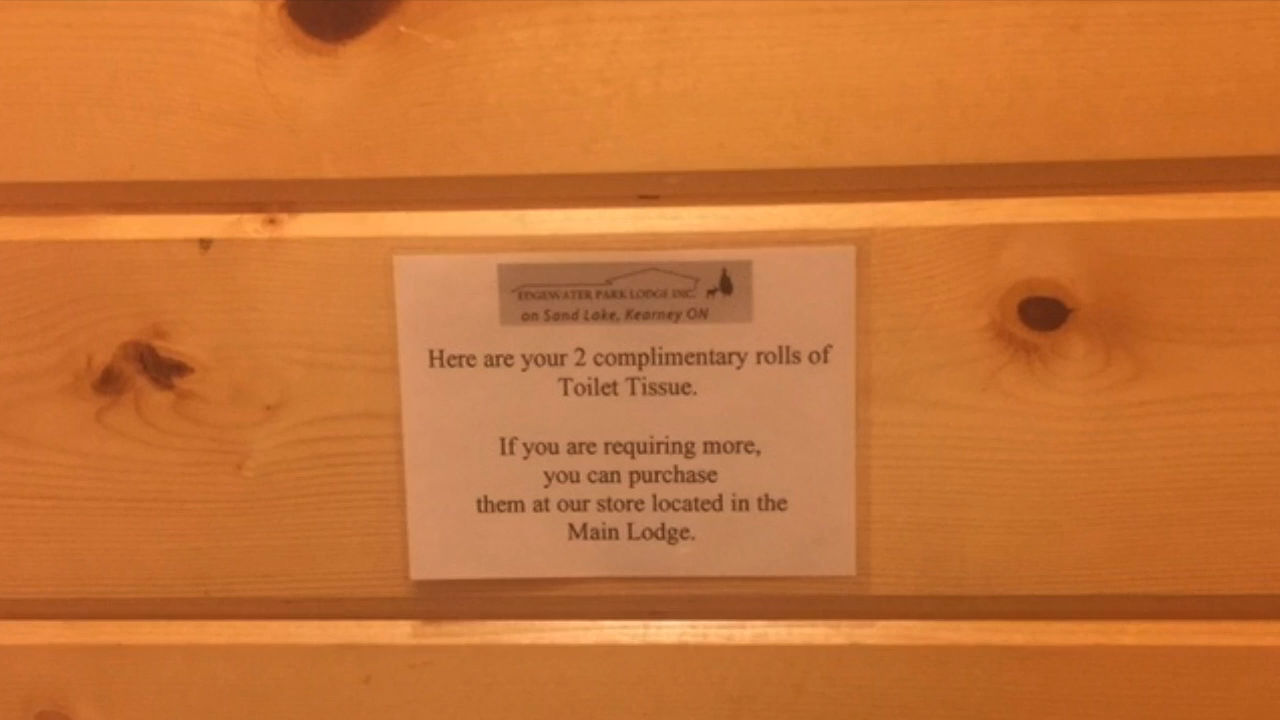 EDGEWATER PARK LODGE INC.
on Sand Lake, Kearney ON
Here are your 2 complimentary rolls of
Toilet Tissue.
If you are requiring more,
you can purchase
them at our store located in the
Main Lodge.